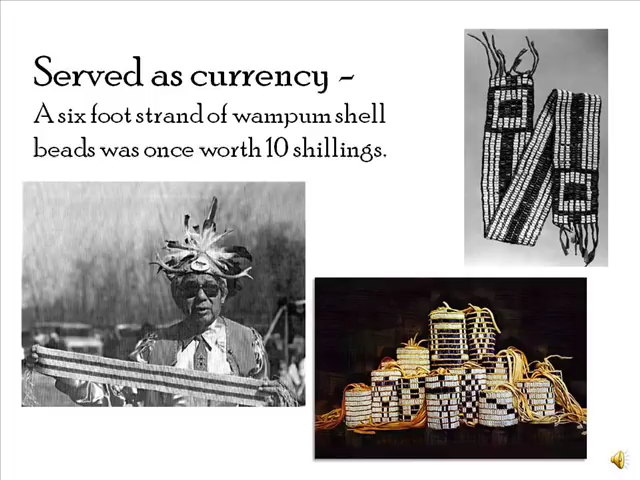 Served as currency -
A six foot strand of wampum shell
beads was once worth 10 shillings.